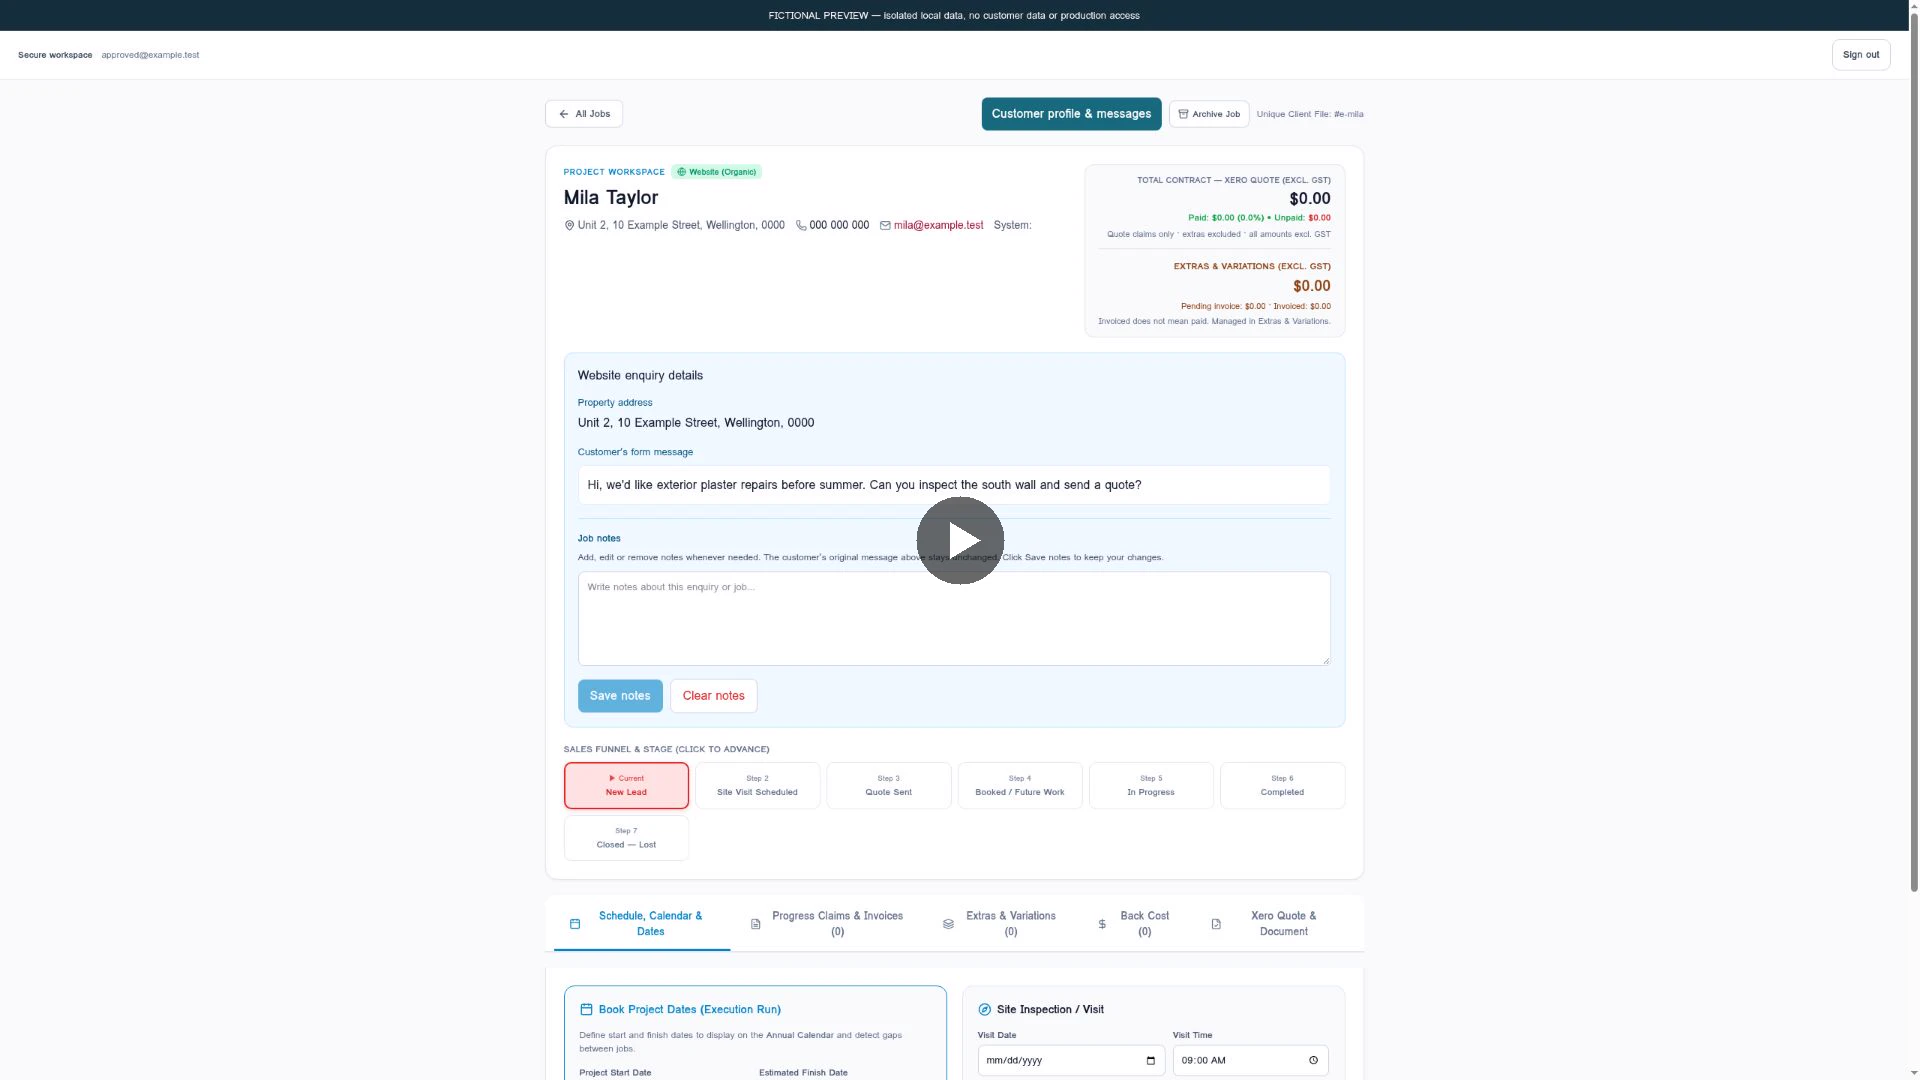 FICTIONAL PREVIEW — isolated local data, no customer data or production access
Secure workspace approved@example.test
Sign out
All Jobs
Customer profile & messages
Archive Job
Unique Client File: #e-mila
PROJECT WORKSPACE
Website (Organic)
Mila Taylor
Unit 2, 10 Example Street, Wellington, 0000
000 000 000
mila@example.test
System:
TOTAL CONTRACT — XERO QUOTE (EXCL. GST)
$0.00
Paid: $0.00 (0.0%) • Unpaid: $0.00
Quote claims only · extras excluded · all amounts excl. GST
EXTRAS & VARIATIONS (EXCL. GST)
$0.00
Pending invoice: $0.00 · Invoiced: $0.00
Invoiced does not mean paid. Managed in Extras & Variations.
Website enquiry details
Property address
Unit 2, 10 Example Street, Wellington, 0000
Customer's form message
Hi, we'd like exterior plaster repairs before summer. Can you inspect the south wall and send a quote?
Job notes
Add, edit or remove notes whenever needed. The customer's original message above stays unchanged. Click Save notes to keep your changes.
Write notes about this enquiry or job...
Save notes
Clear notes
SALES FUNNEL & STAGE (CLICK TO ADVANCE)
Current
New Lead
Step 2
Site Visit Scheduled
Step 3
Quote Sent
Step 4
Booked / Future Work
Step 5
In Progress
Step 6
Completed
Step 7
Closed — Lost
Schedule, Calendar &
Dates
Progress Claims & Invoices
(0)
Extras & Variations
(0)
Back Cost
(0)
Xero Quote &
Document
Book Project Dates (Execution Run)
Define start and finish dates to display on the Annual Calendar and detect gaps
between jobs.
Project Start Date
Estimated Finish Date
Site Inspection / Visit
Visit Date
Visit Time
mm/dd/yyyy
09:00 AM